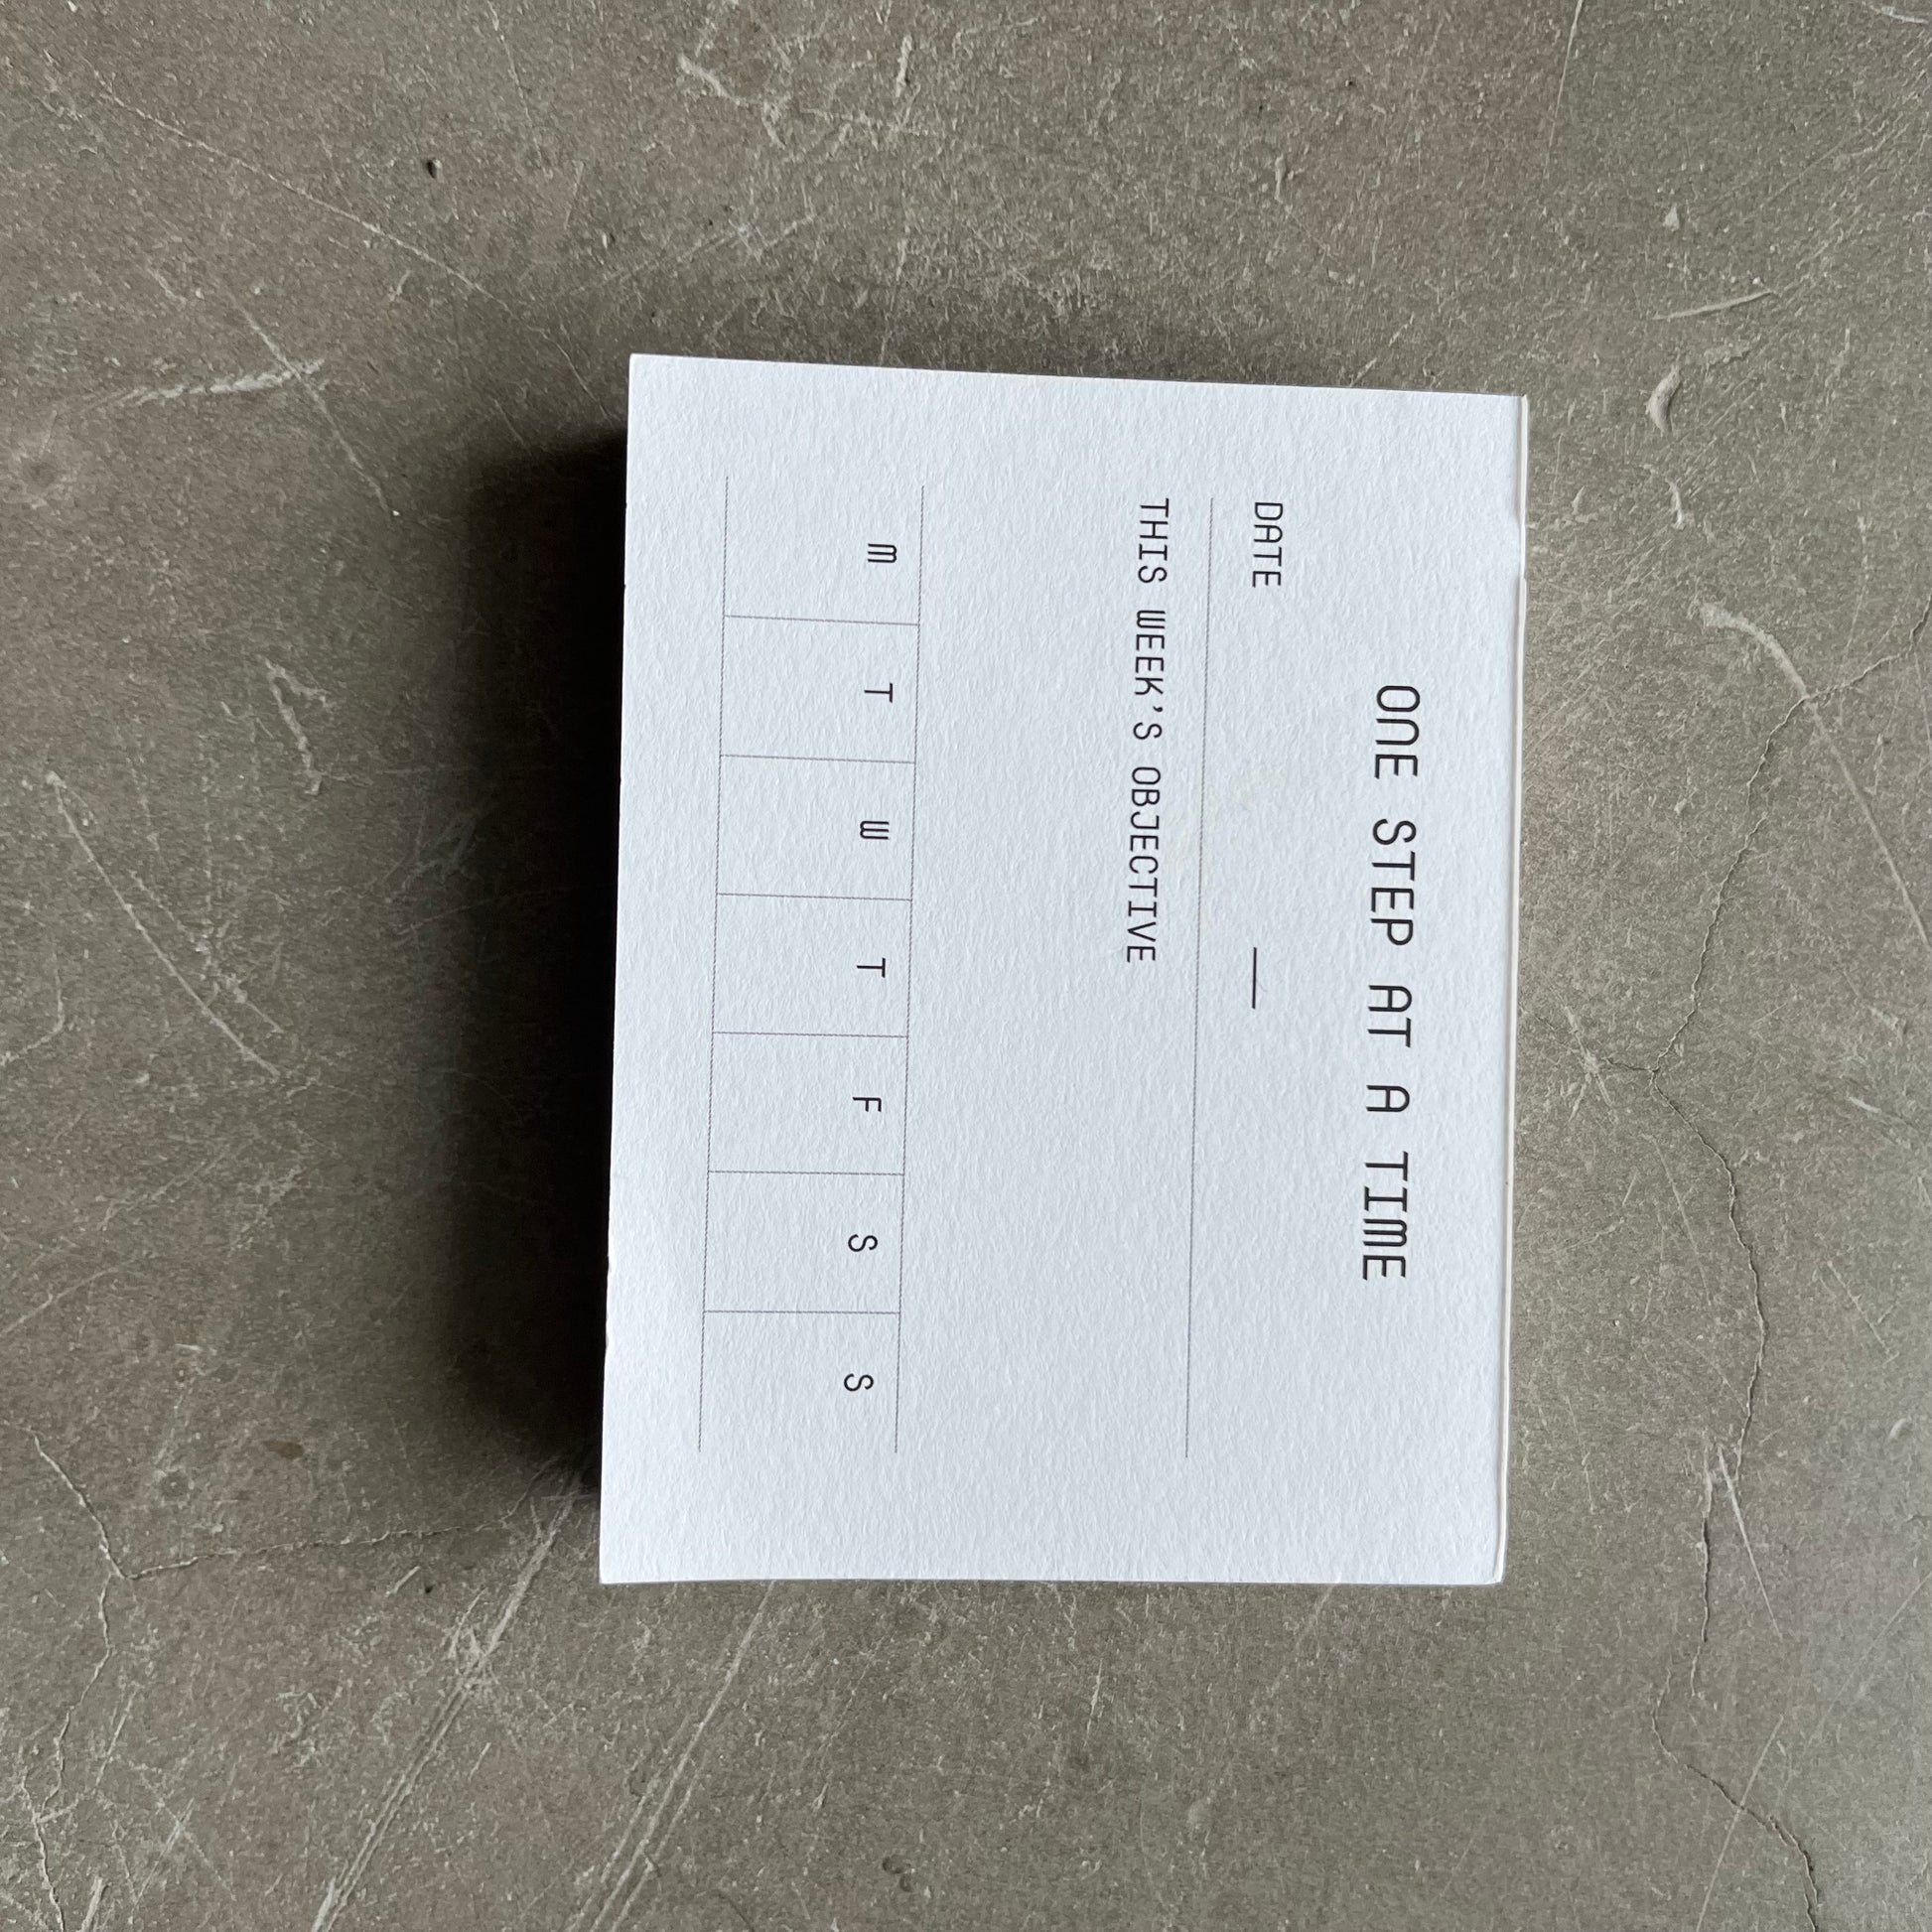 ONE STEP AT A TIME
DATE —
THIS WEEK'S OBJECTIVE
M T W T F S S